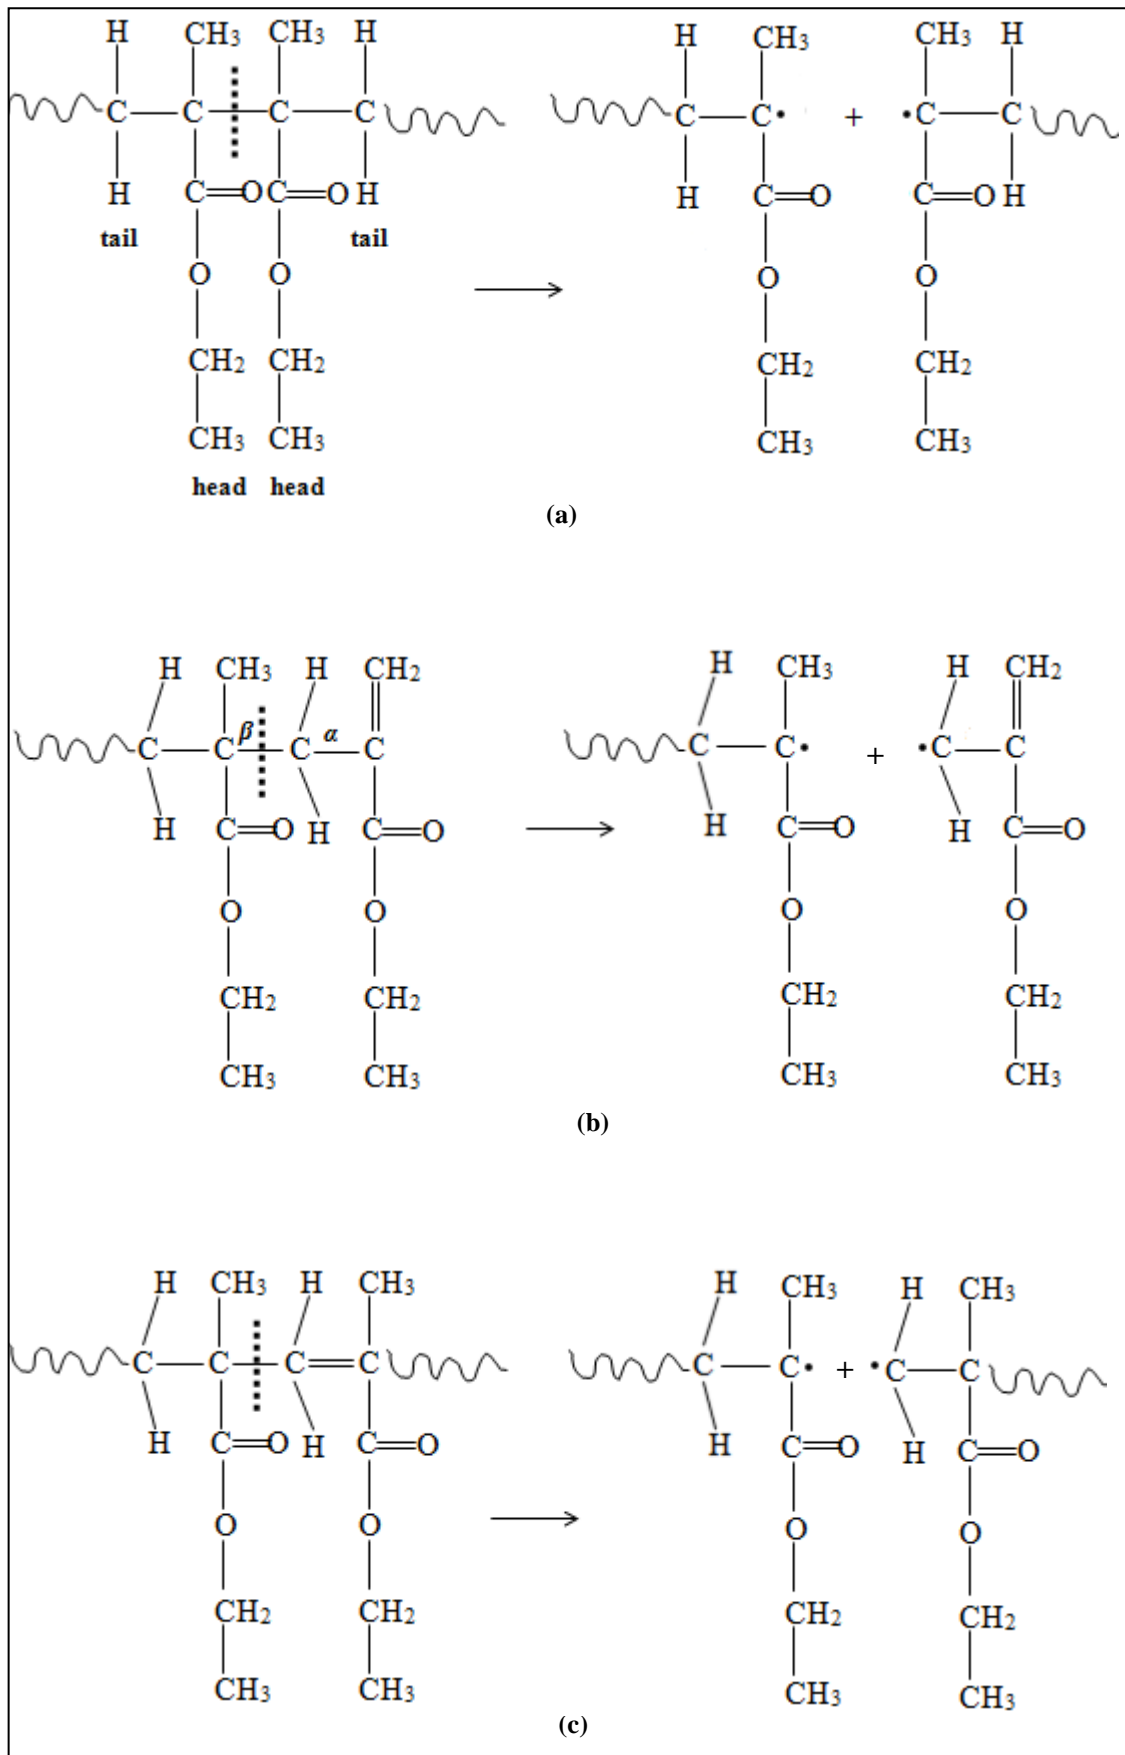 H CH3 CH3 H H CH3 CH3 H
C C C C C C• + •C C
H C=O C=O H H C=O C=O H
tail tail
O O O O
CH2 CH2 CH2 CH2
CH3 CH3 CH3 CH3
head head
(a)
H CH3 H CH2 H CH3 H CH2
C C β C α C C C• + •C C
H C=O H C=O H C=O H C=O
O O O O
CH2 CH2 CH2 CH2
CH3 CH3 CH3 CH3
(b)
H CH3 H CH3 H CH3 H CH3
C C C=C C C• + •C C
H C=O H C=O H C=O H C=O
O O O O
CH2 CH2 CH2 CH2
CH3 CH3 CH3 CH3
(c)